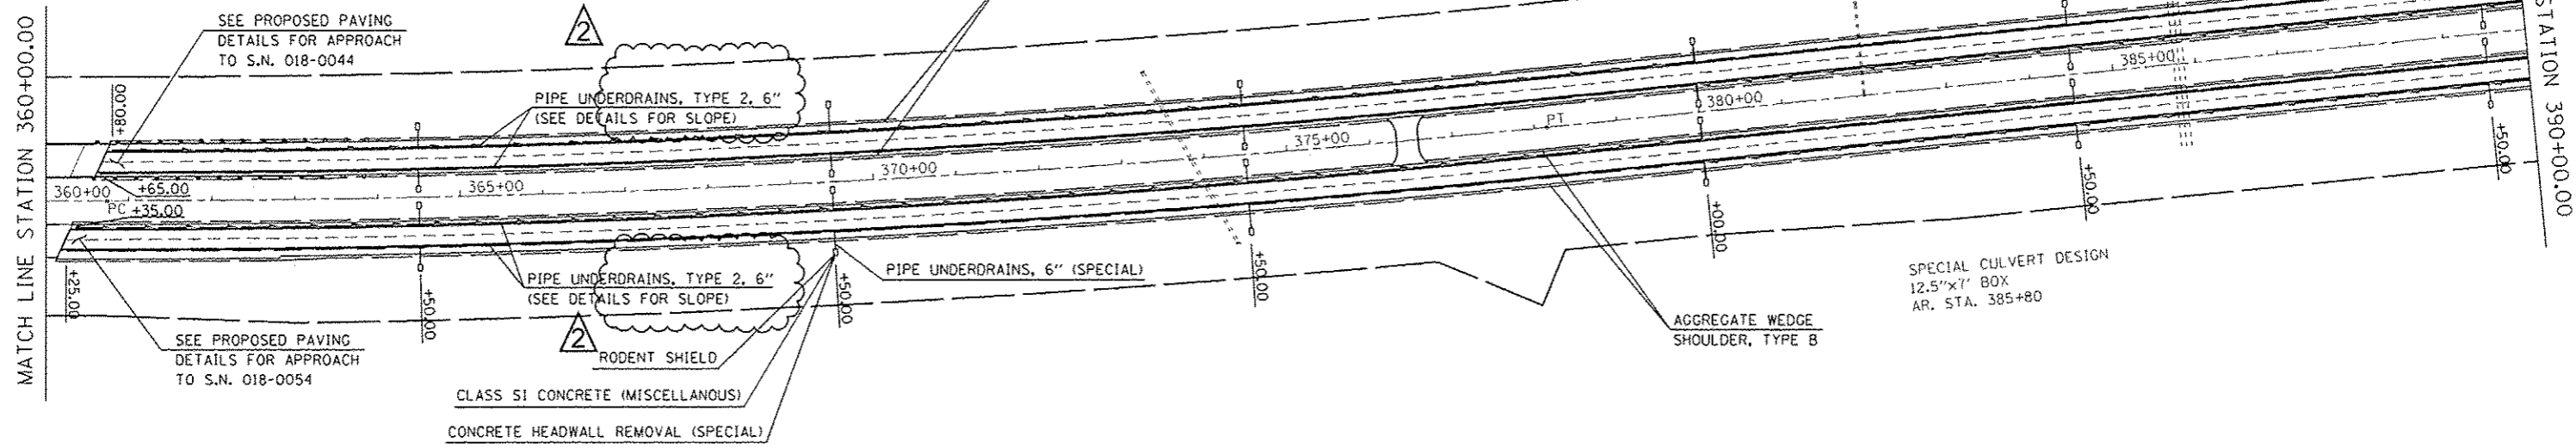 MATCH LINE STATION 360+00.00
SEE PROPOSED PAVING
DETAILS FOR APPROACH
TO S.N. 018-0044
2
+80.00
PIPE UNDERDRAINS, TYPE 2, 6"
(SEE DETAILS FOR SLOPE)
360+00
+65.00
PC +35.00
365+00
370+00
375+00
PT
380+00
385+00
STATION 390+00.00
+25.00
+50.00
+50.00
+50.00
+00.00
+50.00
+50.00
PIPE UNDERDRAINS, TYPE 2, 6"
(SEE DETAILS FOR SLOPE)
PIPE UNDERDRAINS, 6" (SPECIAL)
SPECIAL CULVERT DESIGN
12.5"x7' BOX
AR. STA. 385+80
AGGREGATE WEDGE
SHOULDER, TYPE B
SEE PROPOSED PAVING
DETAILS FOR APPROACH
TO S.N. 018-0054
2
RODENT SHIELD
CLASS SI CONCRETE (MISCELLANOUS)
CONCRETE HEADWALL REMOVAL (SPECIAL)